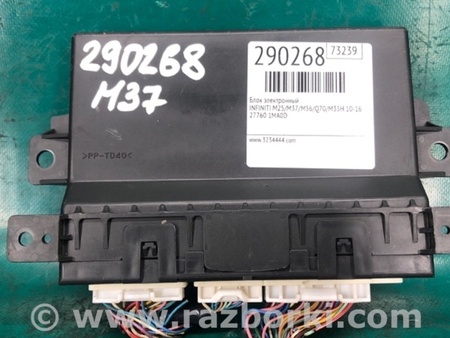 290268
M37
290268
73239
Блок электронный
INFINITI M25/M37/M56/Q70/M35H 10-16
27760 1MA0D
www.3234444.com
>PP-TD40<
www.razborki.com